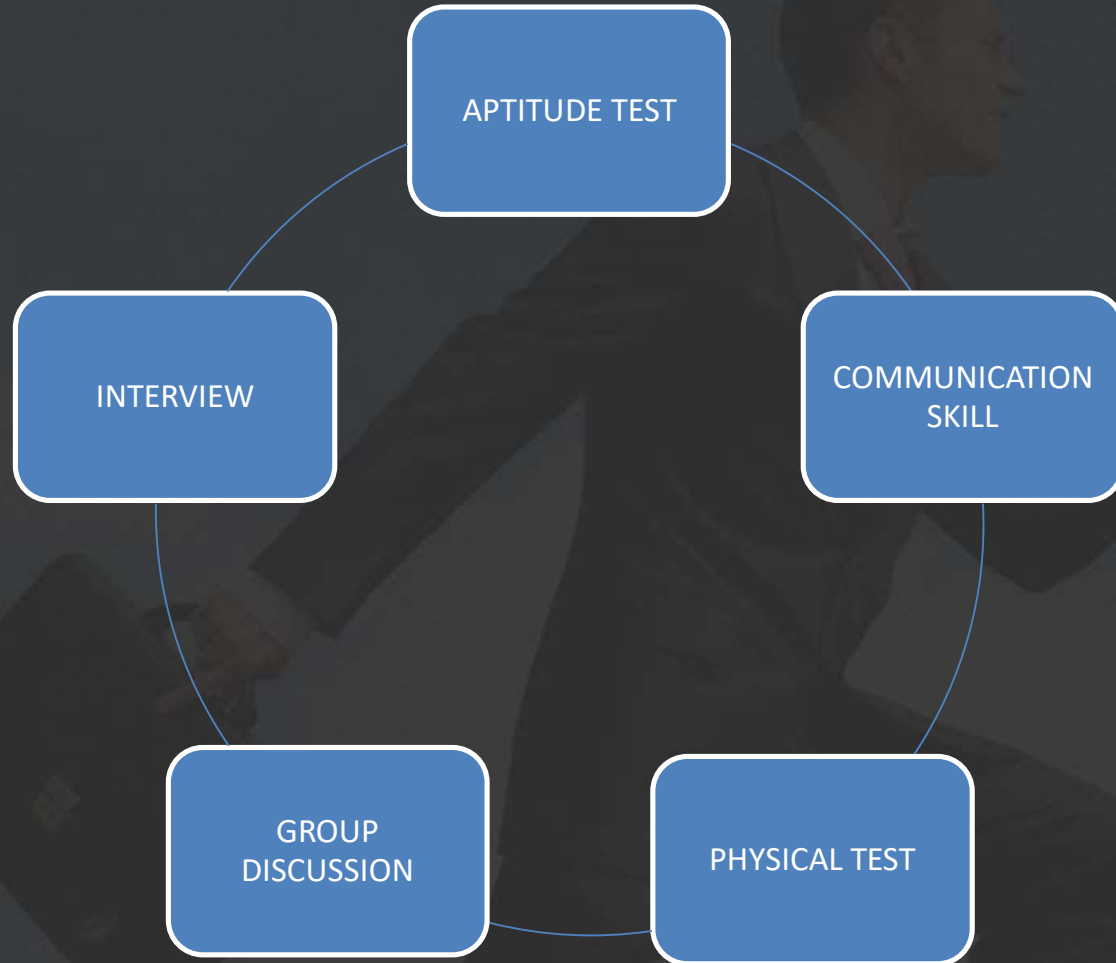 APTITUDE TEST
COMMUNICATION
SKILL
PHYSICAL TEST
GROUP
DISCUSSION
INTERVIEW